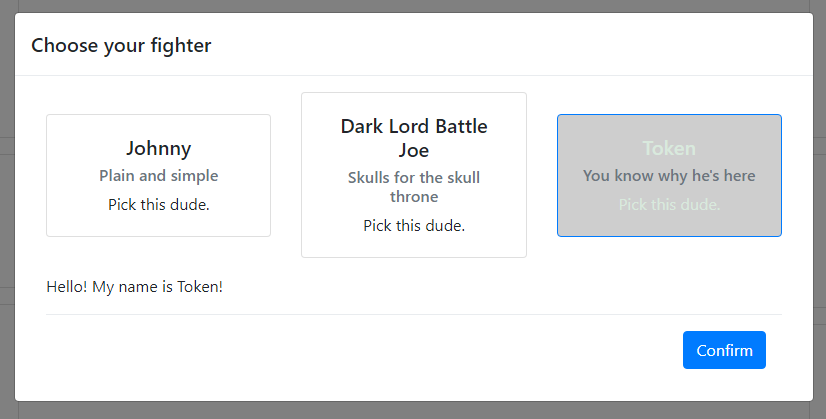 Choose your fighter
Johnny
Plain and simple
Pick this dude.
Dark Lord Battle
Joe
Skulls for the skull
throne
Pick this dude.
Token
You know why he's here
Pick this dude.
Hello! My name is Token!
Confirm